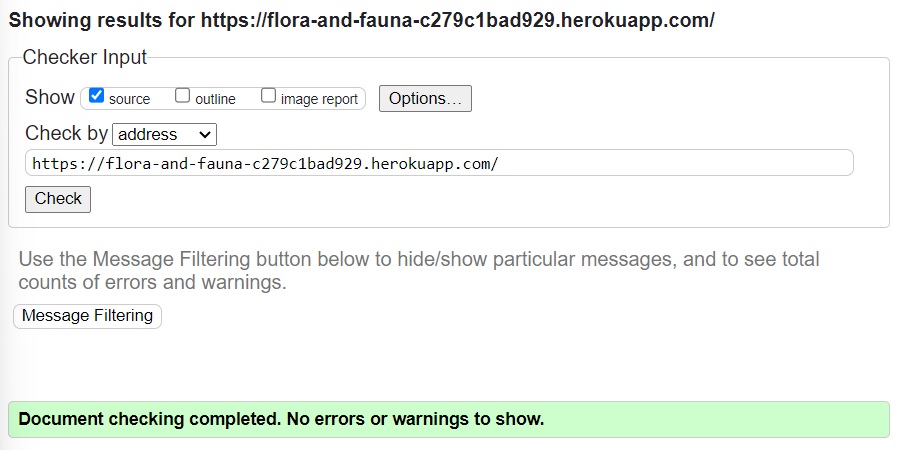 Showing results for https://flora-and-fauna-c279c1bad929.herokuapp.com/
Checker Input
Show source outline image report Options...
Check by address
https://flora-and-fauna-c279c1bad929.herokuapp.com/
Check
Use the Message Filtering button below to hide/show particular messages, and to see total
counts of errors and warnings.
Message Filtering
Document checking completed. No errors or warnings to show.